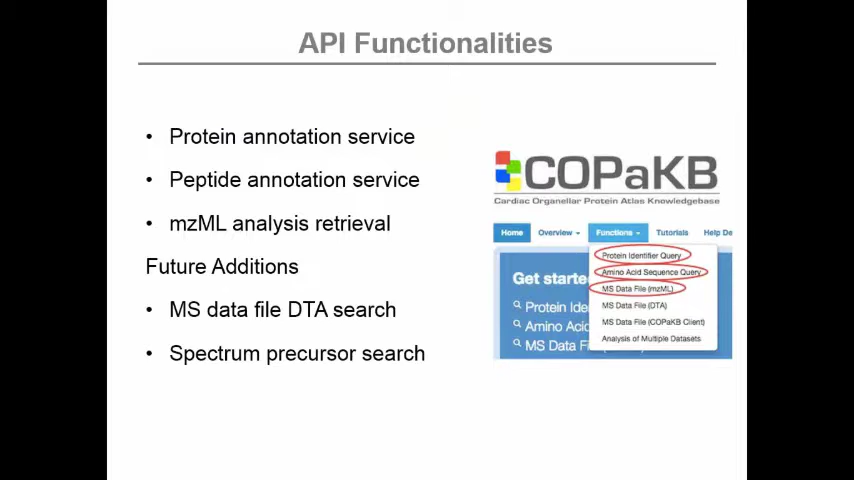 API Functionalities
• Protein annotation service
• Peptide annotation service
• mzML analysis retrieval
Future Additions
• MS data file DTA search
• Spectrum precursor search
COPaKB
Cardiac Organellar Protein Atlas Knowledgebase
Home Overview Functions Tutorials Help De
Protein Identifier Query
Amino Acid Sequence Query
MS Data File (mzML)
MS Data File (DTA)
MS Data File (COPaKB Client)
Analysis of Multiple Datasets
Get starte
Protein Iden
Amino Acid
MS Data F